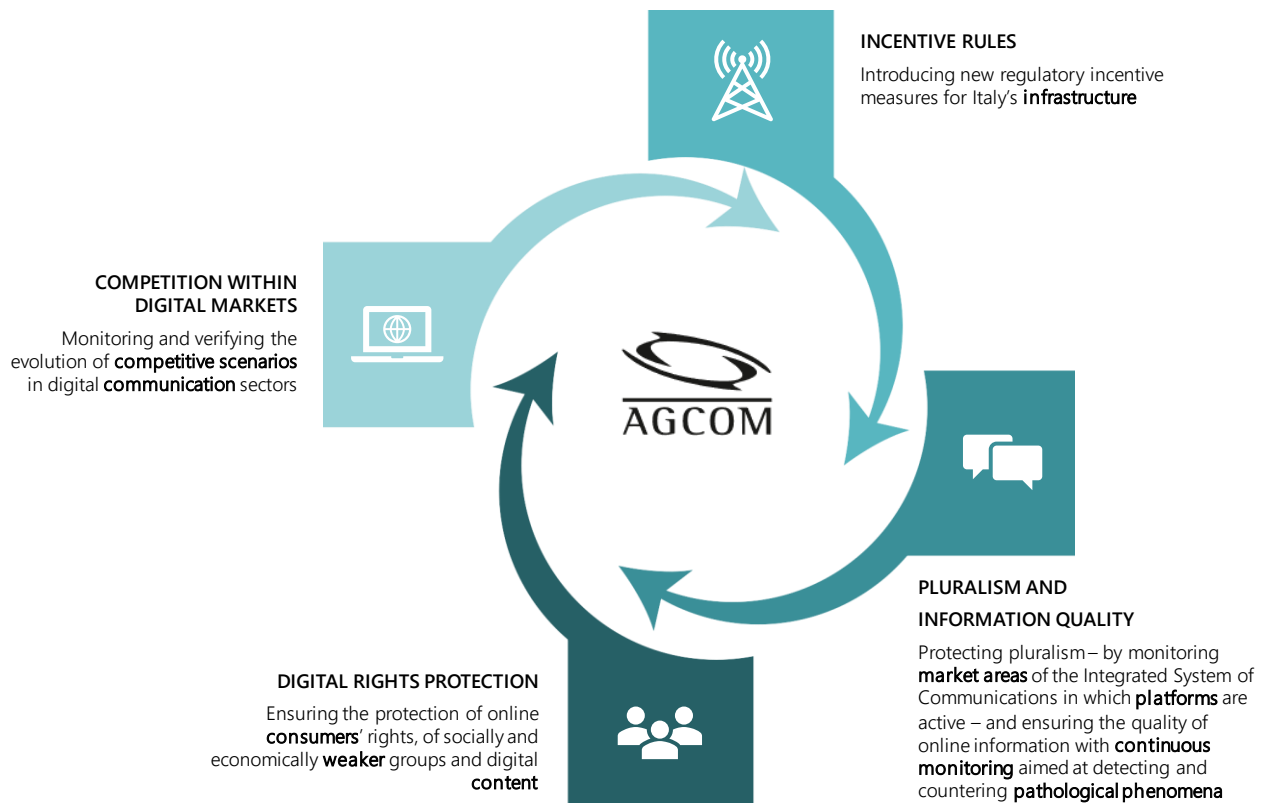 INCENTIVE RULES
Introducing new regulatory incentive
measures for Italy's infrastructure
COMPETITION WITHIN
DIGITAL MARKETS
Monitoring and verifying the
evolution of competitive scenarios
in digital communication sectors
AGCOM
PLURALISM AND
INFORMATION QUALITY
Protecting pluralism – by monitoring
market areas of the Integrated System of
Communications in which platforms are
active – and ensuring the quality of
online information with continuous
monitoring aimed at detecting and
countering pathological phenomena
DIGITAL RIGHTS PROTECTION
Ensuring the protection of online
consumers' rights, of socially and
economically weaker groups and digital
content